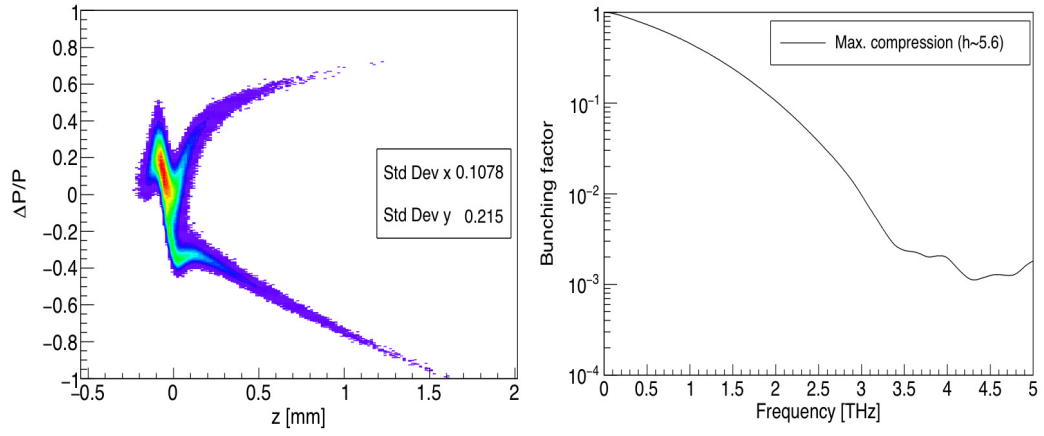 1
0.8
0.6
0.4
0.2
0
−0.2
−0.4
−0.6
−0.8
−1
ΔP/P
Std Dev x 0.1078
Std Dev y 0.215
−0.5 0 0.5 1 1.5 2
z [mm]
1
10⁻¹
10⁻²
10⁻³
10⁻⁴
Bunching factor
Max. compression (h~5.6)
0 0.5 1 1.5 2 2.5 3 3.5 4 4.5 5
Frequency [THz]